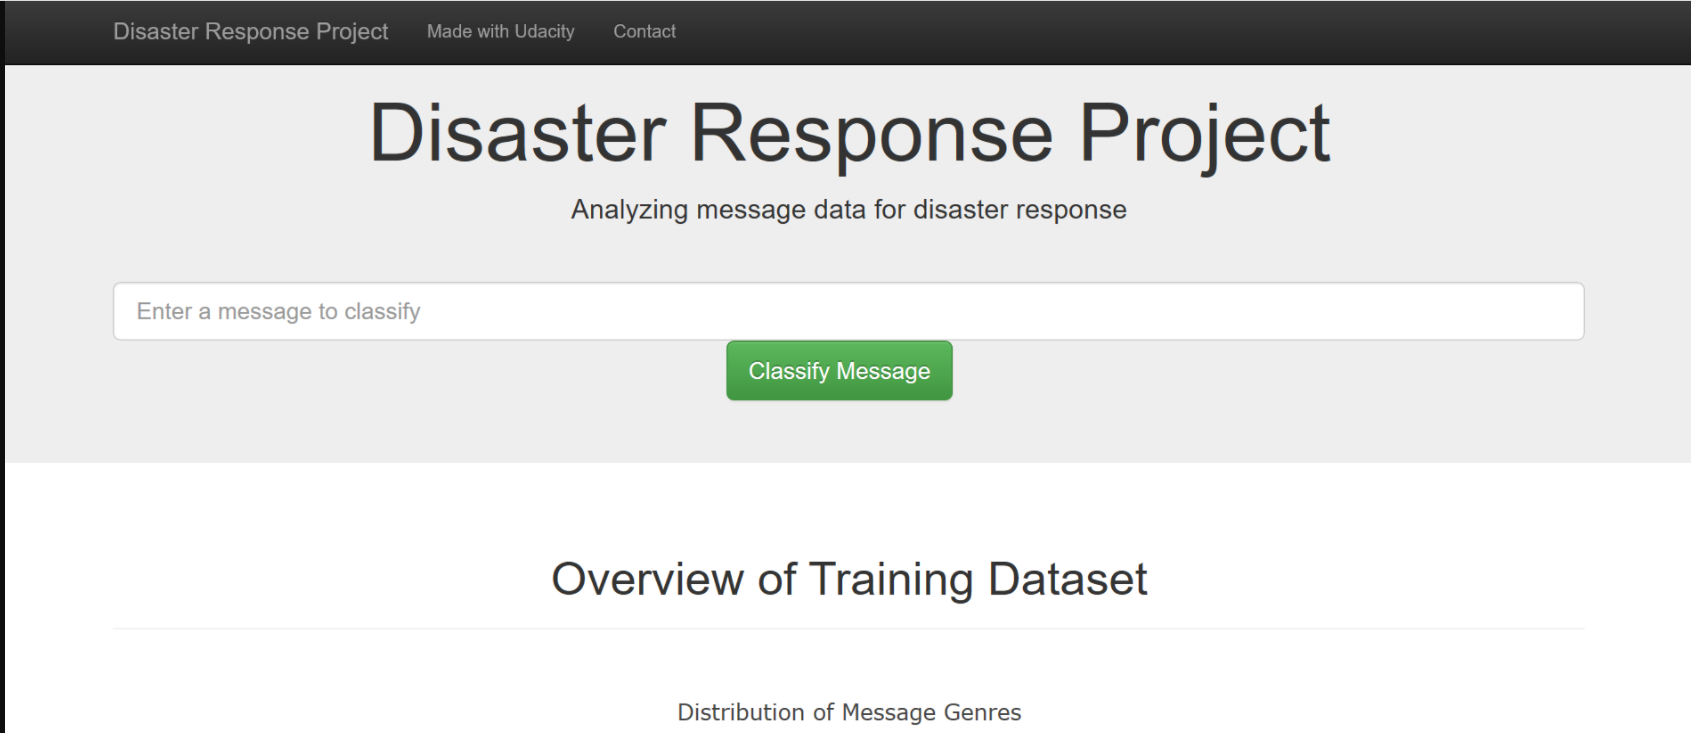 Disaster Response Project Made with Udacity Contact
Disaster Response Project
Analyzing message data for disaster response
Enter a message to classify
Classify Message
Overview of Training Dataset
Distribution of Message Genres